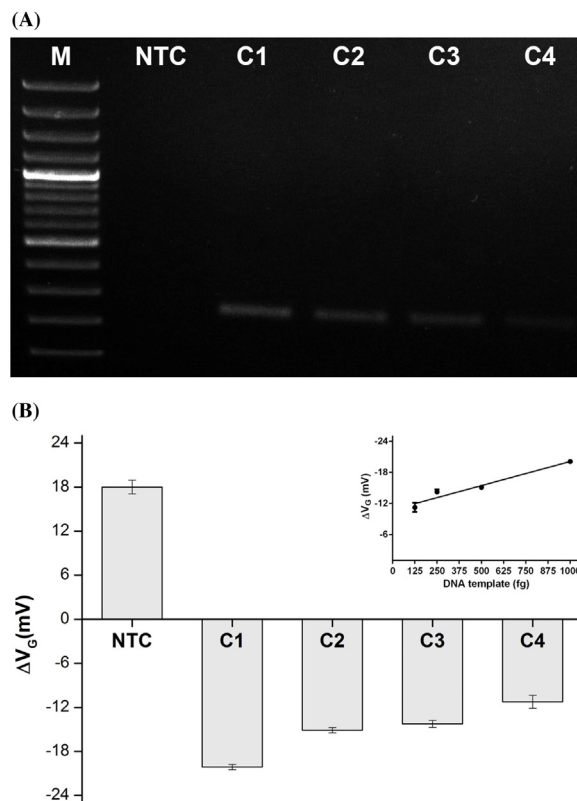 (A)
M NTC C1 C2 C3 C4
(B)
24
18
12
6
0
-6
-12
-18
-24
ΔVG(mV)
NTC C1 C2 C3 C4
-24
-18
-12
-6
ΔVG (mV)
0 125 250 375 500 625 750 875 1000
DNA template (fg)